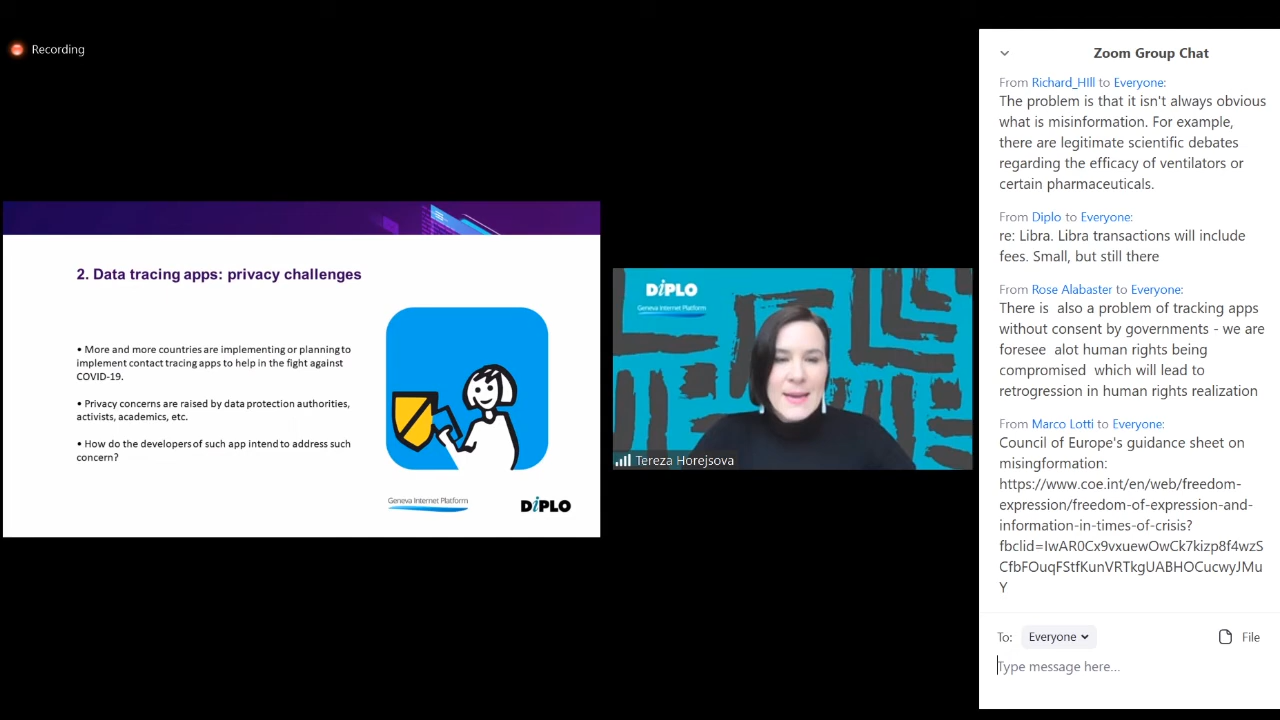 Recording
2. Data tracing apps: privacy challenges
• More and more countries are implementing or planning to
implement contact tracing apps to help in the fight against
COVID-19.
• Privacy concerns are raised by data protection authorities,
activists, academics, etc.
• How do the developers of such app intend to address such
concern?
Geneva Internet Platform
DiPLO
DiPLO
Geneva Internet Platform
Tereza Horejsova
Zoom Group Chat
From Richard_HIll to Everyone:
The problem is that it isn't always obvious
what is misinformation. For example,
there are legitimate scientific debates
regarding the efficacy of ventilators or
certain pharmaceuticals.
From Diplo to Everyone:
re: Libra. Libra transactions will include
fees. Small, but still there
From Rose Alabaster to Everyone:
There is  also a problem of tracking apps
without consent by governments - we are
foresee  alot human rights being
compromised  which will lead to
retrogression in human rights realization
From Marco Lotti to Everyone:
Council of Europe's guidance sheet on
misingformation:
https://www.coe.int/en/web/freedom-
expression/freedom-of-expression-and-
information-in-times-of-crisis?
fbclid=IwAR0Cx9vxuewOwCk7kizp8f4wzS
CfbFOuqFStfKunVRTkgUABHOCucwyJMu
Y
To: Everyone File
Type message here...